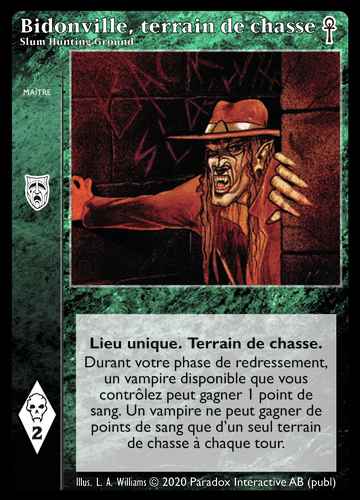 Bidonville, terrain de chasse
Slum Hunting Ground
MAÎTRE
Lieu unique. Terrain de chasse.
Durant votre phase de redressement,
un vampire disponible que vous
contrôlez peut gagner 1 point de
sang. Un vampire ne peut gagner de
points de sang que d'un seul terrain
de chasse à chaque tour.
2
Illus. L. A. Williams © 2020 Paradox Interactive AB (publ)